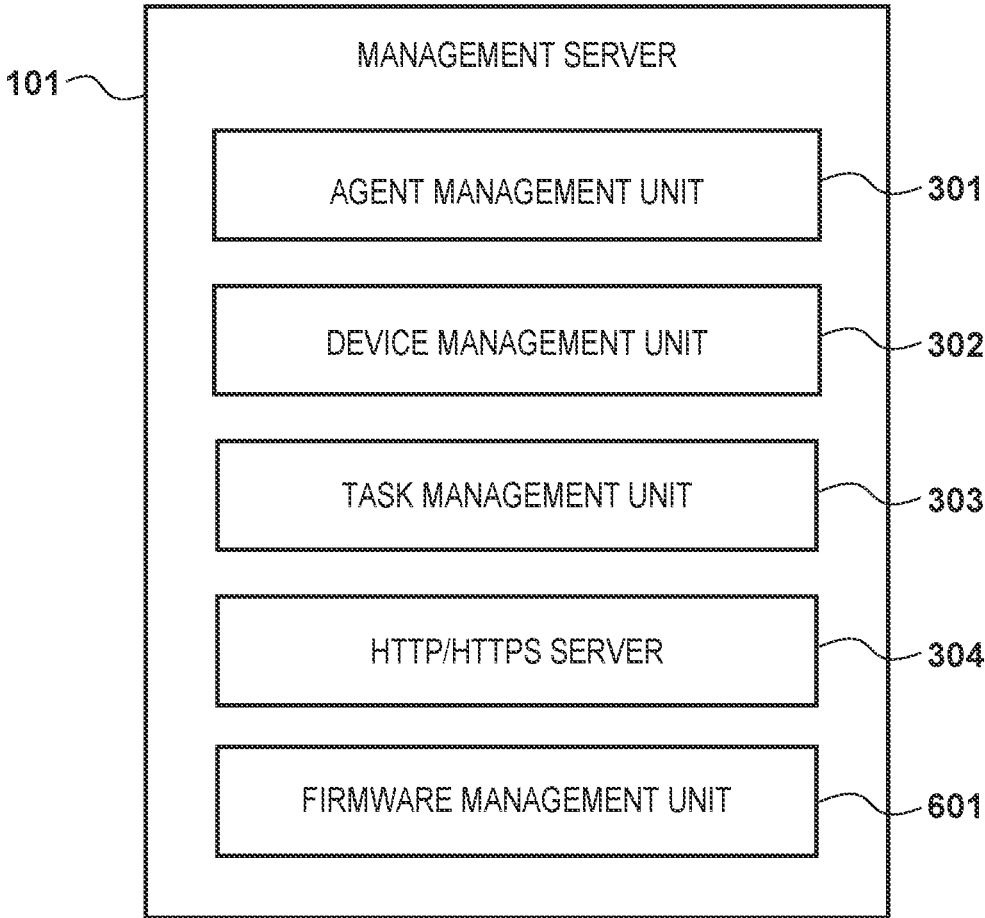 MANAGEMENT SERVER
101
AGENT MANAGEMENT UNIT
301
DEVICE MANAGEMENT UNIT
302
TASK MANAGEMENT UNIT
303
HTTP/HTTPS SERVER
304
FIRMWARE MANAGEMENT UNIT
601